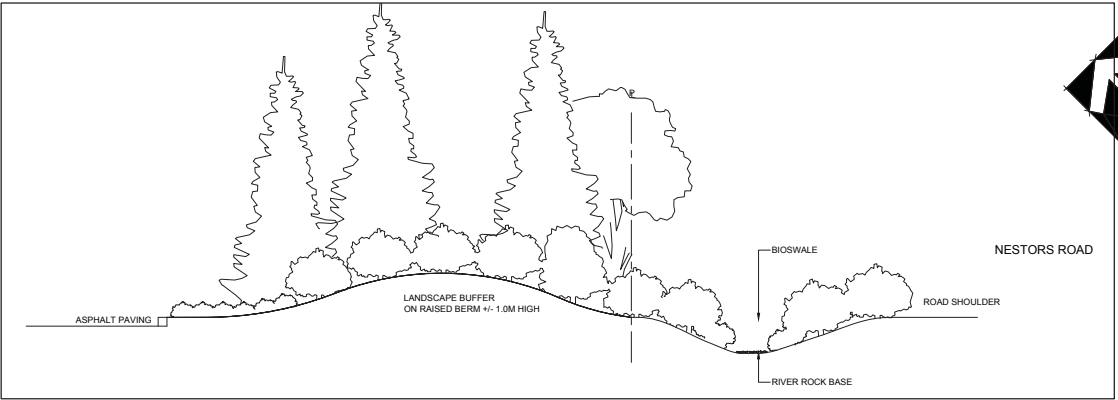 BIOSWALE
NESTORS ROAD
LANDSCAPE BUFFER
ON RAISED BERM +/- 1.0M HIGH
ROAD SHOULDER
ASPHALT PAVING
RIVER ROCK BASE